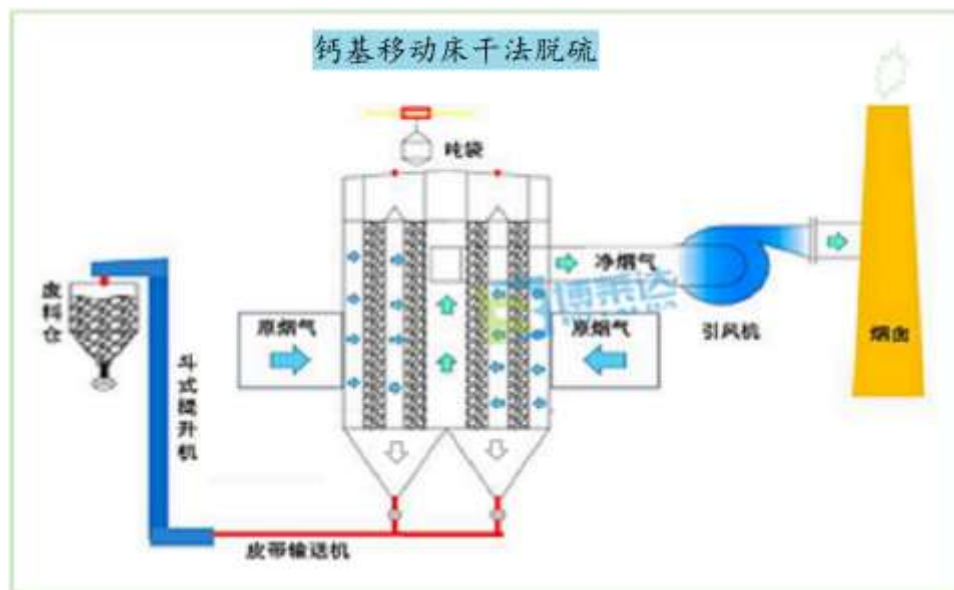 钙基移动床干法脱硫
吨袋
净烟气
废料仓
原烟气
原烟气
引风机
烟囱
斗式提升机
皮带输送机